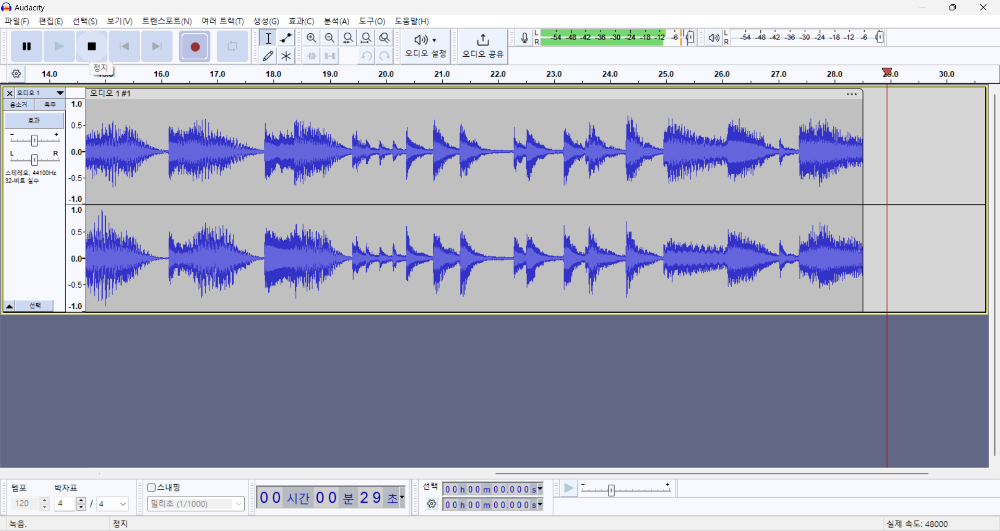 Audacity
파일(F) 편집(E) 선택(S) 보기(V) 트랜스포트(N) 여러 트랙(T) 생성(G) 효과(C) 분석(A) 도구(O) 도움말(H)
오디오 설정
오디오 공유
L
R
-54 -48 -42 -36 -30 -24 -18 -12 -6
L
R
-54 -48 -42 -36 -30 -24 -18 -12 -6
정지
14.0 16.0 17.0 18.0 19.0 20.0 21.0 22.0 23.0 24.0 25.0 26.0 27.0 28.0 29.0 30.0
오디오 1
오디오 1 #1
음소거 독주
효과
- +
L R
스테레오, 44100Hz
32-비트 실수
선택
1.0
0.5
0.0
-0.5
-1.0
1.0
0.5
0.0
-0.5
-1.0
템포 박자표
120 4 / 4
스내핑
밀리초 (1/1000)
00 시간 00 분 29 초
선택
00 h 00 m 00.000 s
00 h 00 m 00.000 s
- +
녹음.
정지
실제 속도: 48000